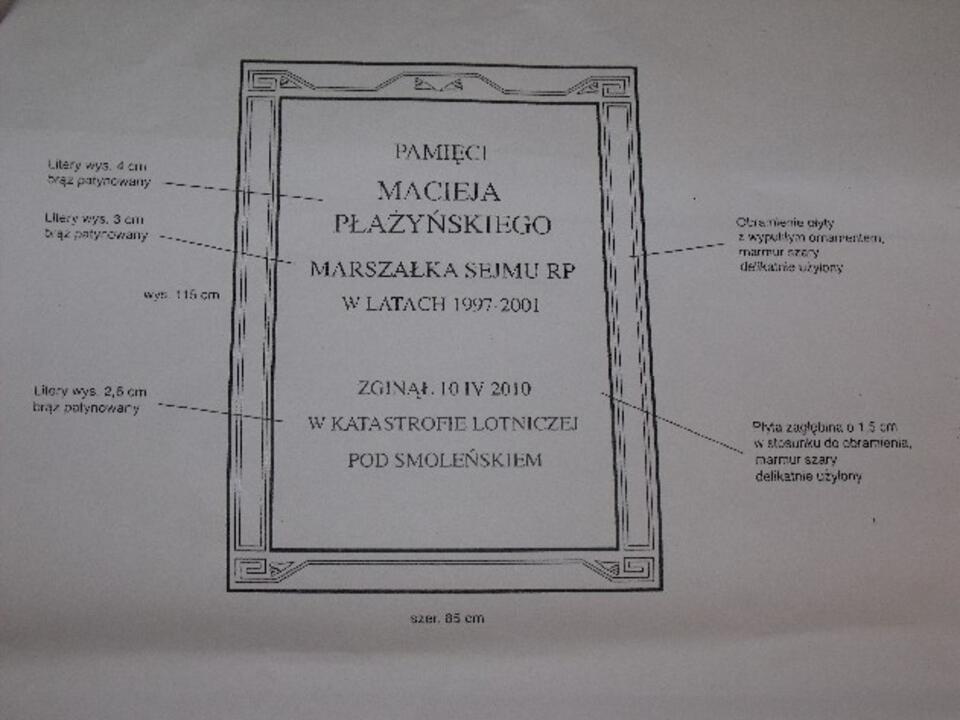 PAMIĘCI
MACIEJA
PŁAŻYŃSKIEGO
MARSZAŁKA SEJMU RP
W LATACH 1997-2001
ZGINĄŁ 10 IV 2010
W KATASTROFIE LOTNICZEJ
POD SMOLEŃSKIEM
Litery wys. 4 cm
brąz patynowany
Litery wys. 3 cm
brąz patynowany
wys. 115 cm
Litery wys. 2,5 cm
brąz patynowany
Obramienie płyty
z wypukłym ornamentem,
marmur szary
delikatnie użylony
Płyta zagłębina o 1,5 cm
w stosunku do obramienia,
marmur szary
delikatnie użylony
szer. 85 cm